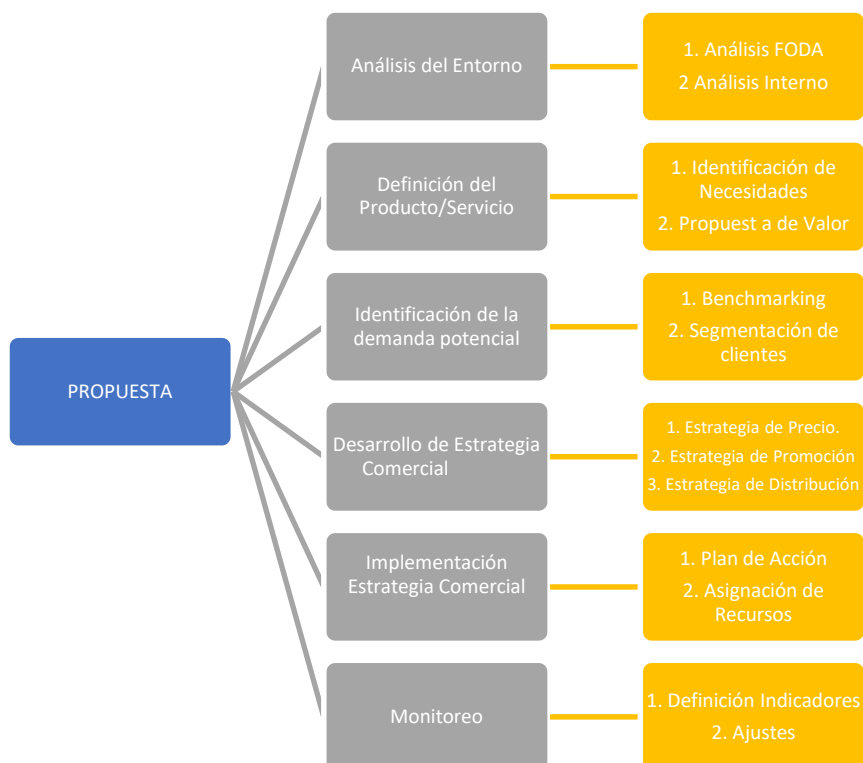 PROPUESTA
Análisis del Entorno
1. Análisis FODA
2 Análisis Interno
Definición del
Producto/Servicio
1. Identificación de
Necesidades
2. Propuest a de Valor
Identificación de la
demanda potencial
1. Benchmarking
2. Segmentación de
clientes
Desarrollo de Estrategia
Comercial
1. Estrategia de Precio.
2. Estrategia de Promoción
3. Estrategia de Distribución
Implementación
Estrategia Comercial
1. Plan de Acción
2. Asignación de
Recursos
Monitoreo
1. Definición Indicadores
2. Ajustes